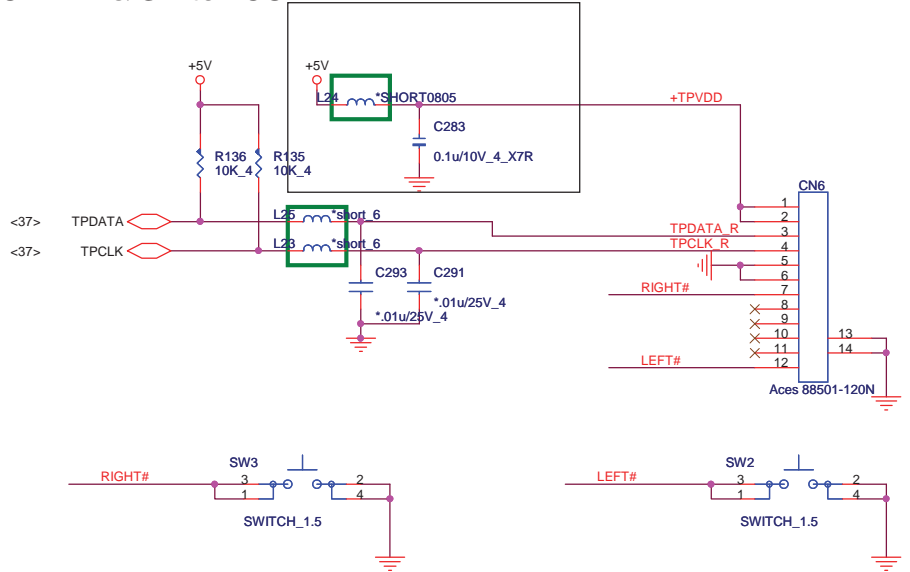 +5V
+5V
L24
*SHORT0805
+TPVDD
C283
0.1u/10V_4_X7R
R136
10K_4
R135
10K_4
CN6
<37>
TPDATA
L25
*short_6
TPDATA_R
<37>
TPCLK
L23
*short_6
TPCLK_R
1
2
3
4
5
6
7
8
9
10
11
12
13
14
C293
C291
*.01u/25V_4
*.01u/25V_4
RIGHT#
LEFT#
Aces 88501-120N
RIGHT#
SW3
3
1
2
4
SWITCH_1.5
LEFT#
SW2
3
1
2
4
SWITCH_1.5